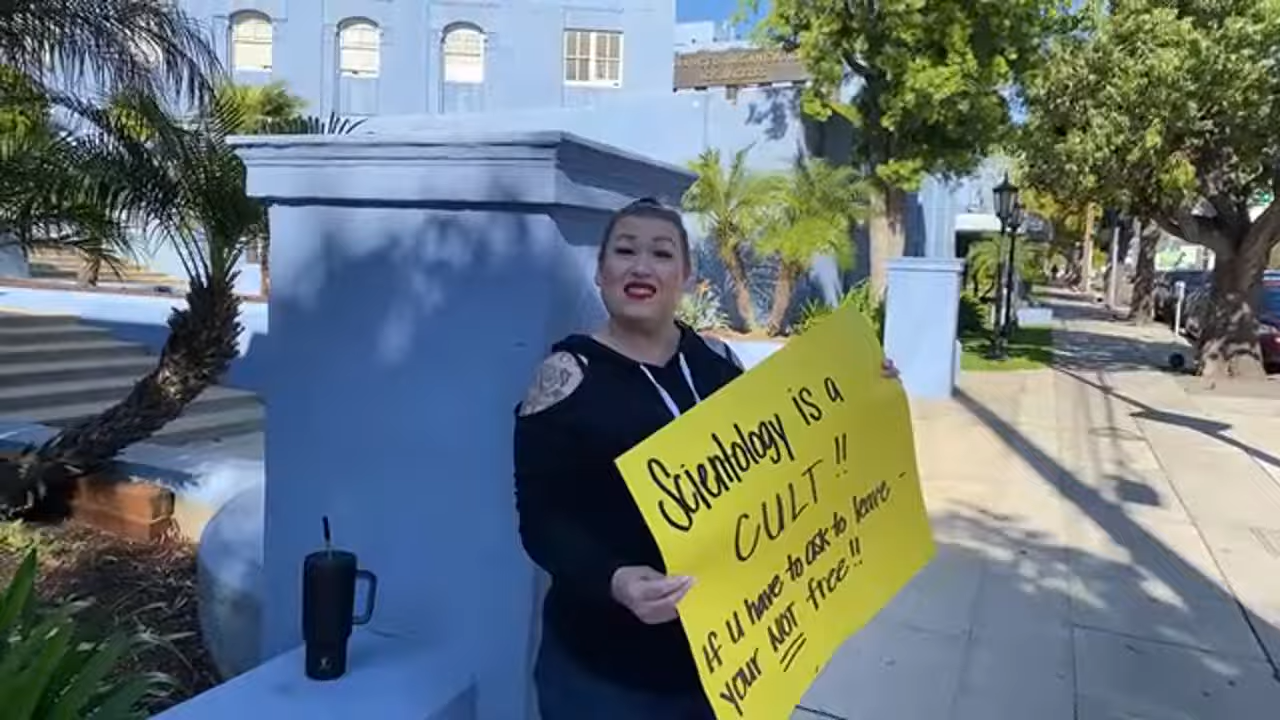 Scientology is a
CULT!!
If u have to ask to leave -
your NOT free!!